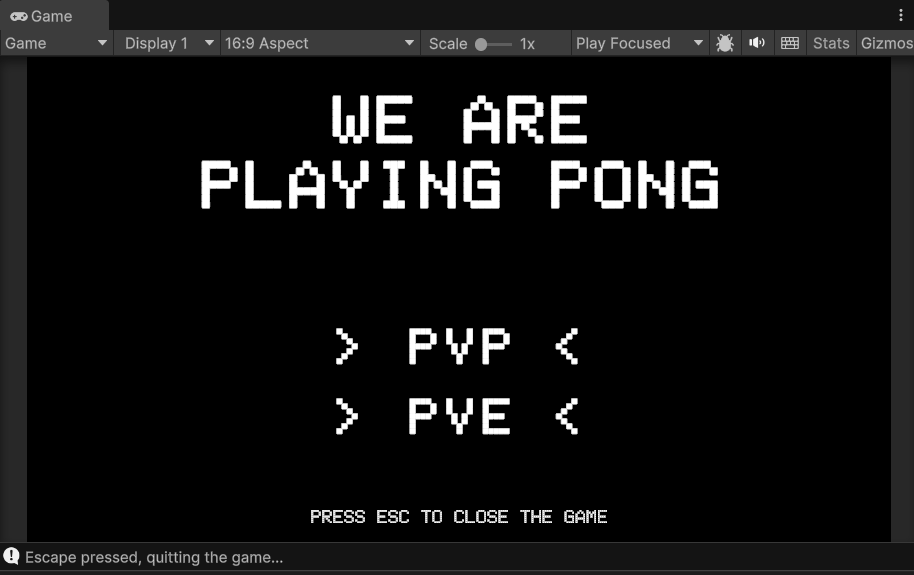 Game
Game Display 1 16:9 Aspect Scale 1x Play Focused Stats Gizmos
WE ARE
PLAYING PONG
> PVP <
> PVE <
PRESS ESC TO CLOSE THE GAME
Escape pressed, quitting the game...